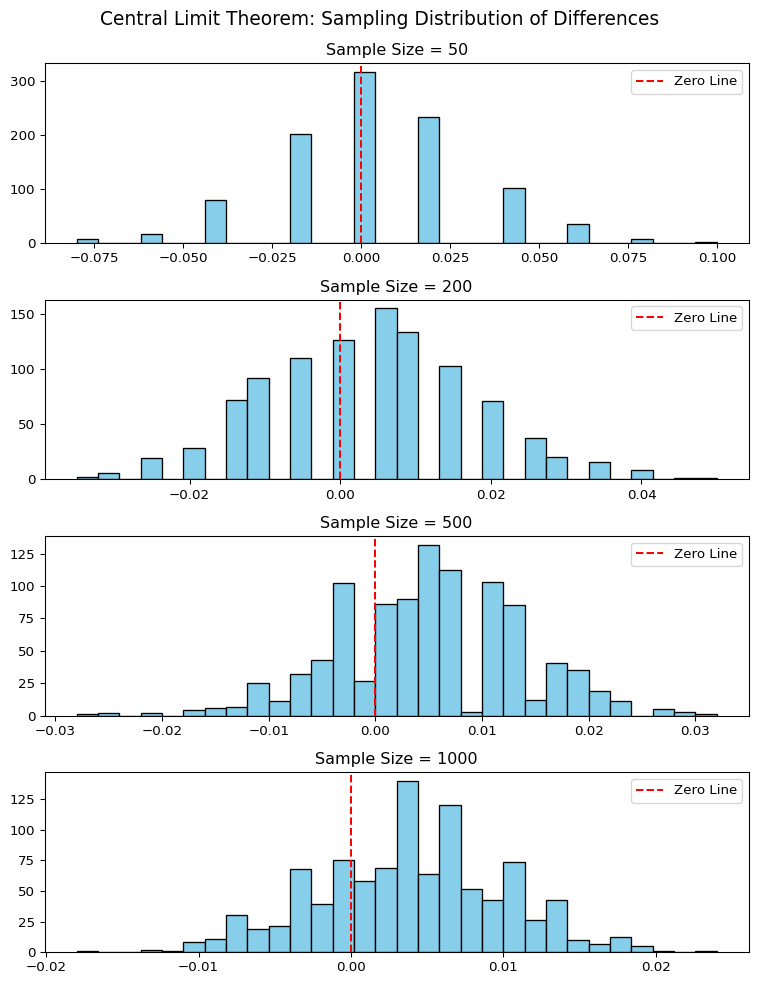 Central Limit Theorem: Sampling Distribution of Differences
Sample Size = 50
Zero Line
300
200
100
0
−0.075 −0.050 −0.025 0.000 0.025 0.050 0.075 0.100
Sample Size = 200
Zero Line
150
100
50
0
−0.02 0.00 0.02 0.04
Sample Size = 500
Zero Line
125
100
75
50
25
0
−0.03 −0.02 −0.01 0.00 0.01 0.02 0.03
Sample Size = 1000
Zero Line
125
100
75
50
25
0
−0.02 −0.01 0.00 0.01 0.02